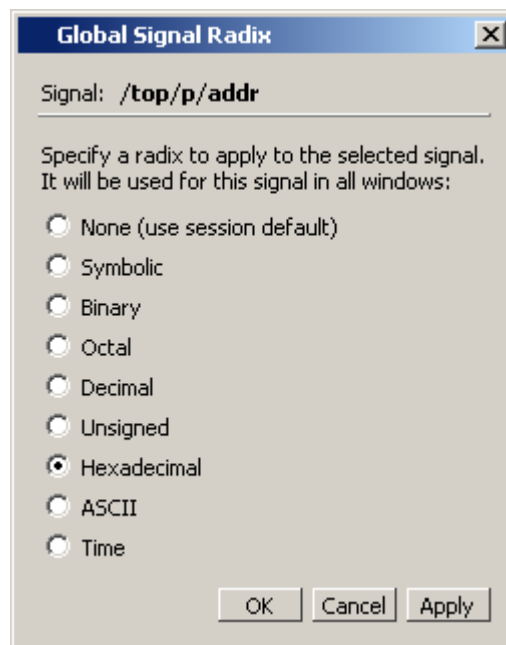 Global Signal Radix
Signal: /top/p/addr
Specify a radix to apply to the selected signal.
It will be used for this signal in all windows:
None (use session default)
Symbolic
Binary
Octal
Decimal
Unsigned
Hexadecimal
ASCII
Time
OK Cancel Apply